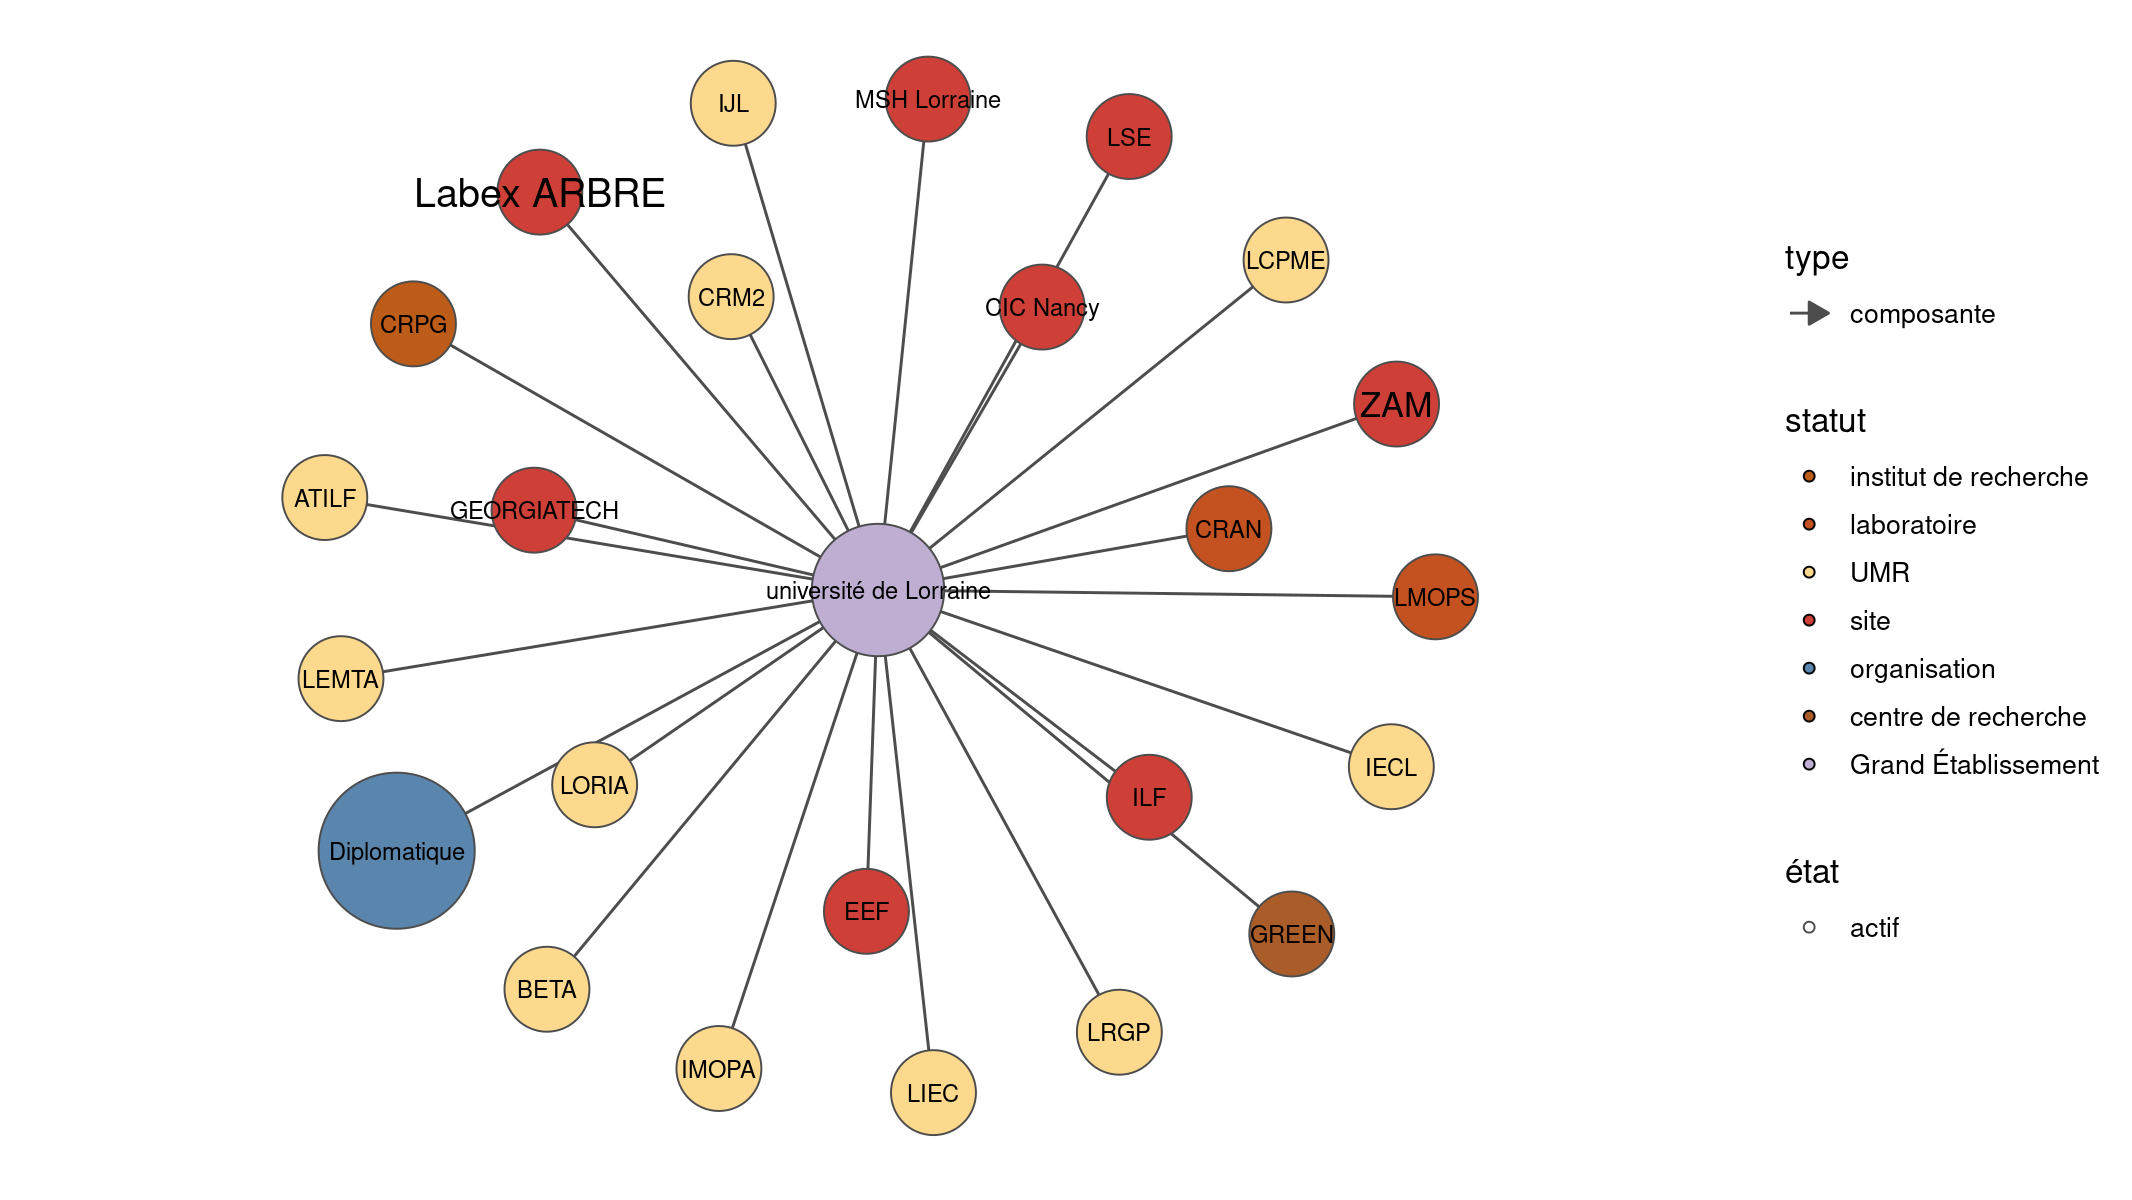 IJL
MSH Lorraine
LSE
Labex ARBRE
LCPME
CRM2
CIC Nancy
CRPG
ZAM
ATILF
GEORGIATECH
CRAN
université de Lorraine
LMOPS
LEMTA
IECL
LORIA
ILF
Diplomatique
EEF
GREEN
BETA
LRGP
IMOPA
LIEC
type
composante
statut
institut de recherche
laboratoire
UMR
site
organisation
centre de recherche
Grand Établissement
état
actif